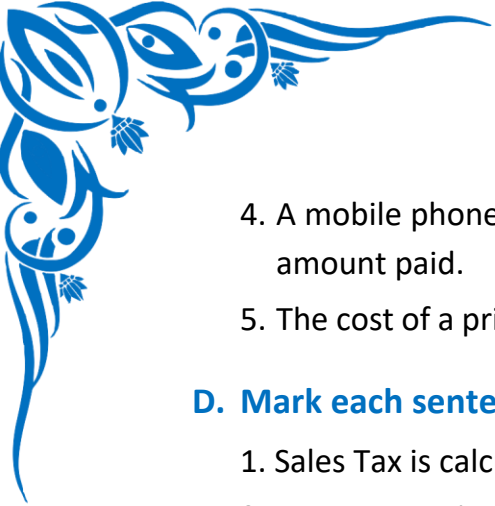 4. A mobile phone
amount paid.
5. The cost of a pri
D. Mark each sente
1. Sales Tax is calc